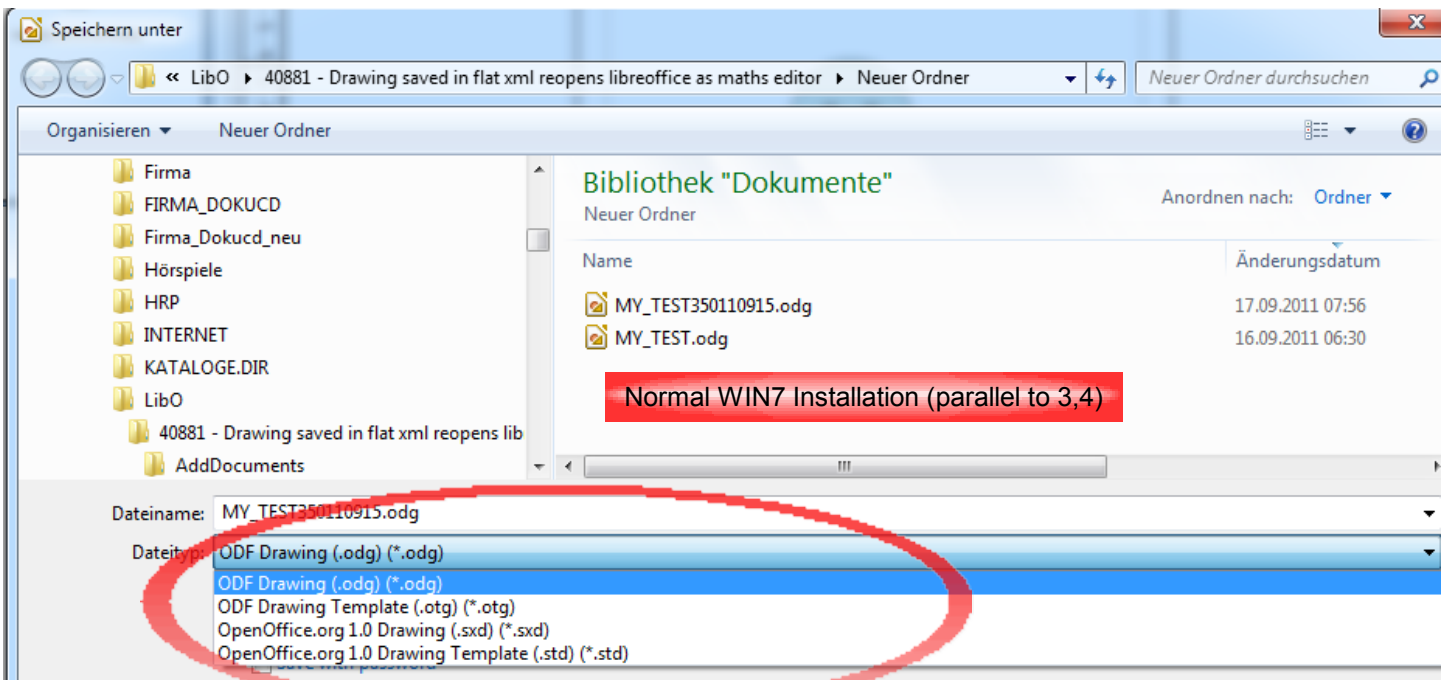 Speichern unter
« LibO ▸ 40881 - Drawing saved in flat xml reopens libreoffice as maths editor ▸ Neuer Ordner
Neuer Ordner durchsuchen
Organisieren Neuer Ordner
Firma
FIRMA_DOKUCD
Firma_Dokucd_neu
Hörspiele
HRP
INTERNET
KATALOGE.DIR
LibO
40881 - Drawing saved in flat xml reopens lib
AddDocuments
Bibliothek "Dokumente"
Neuer Ordner
Anordnen nach: Ordner
Name Änderungsdatum
MY_TEST350110915.odg 17.09.2011 07:56
MY_TEST.odg 16.09.2011 06:30
Normal WIN7 Installation (parallel to 3,4)
Dateiname: MY_TEST350110915.odg
Dateityp: ODF Drawing (.odg) (*.odg)
ODF Drawing (.odg) (*.odg)
ODF Drawing Template (.otg) (*.otg)
OpenOffice.org 1.0 Drawing (.sxd) (*.sxd)
OpenOffice.org 1.0 Drawing Template (.std) (*.std)
Save with password